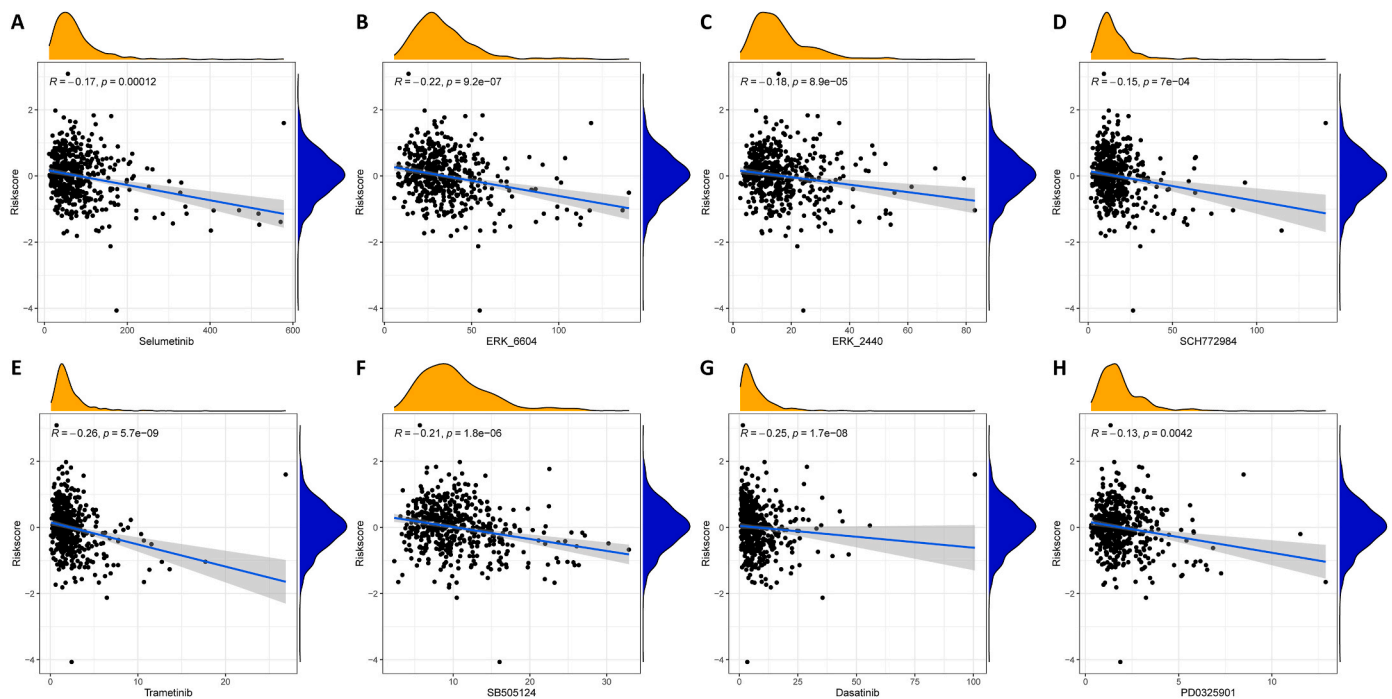 A
R = −0.17, p = 0.00012
Riskscore
2
0
−2
−4
0 200 400 600
Selumetinib
B
R = −0.22, p = 9.2e−07
Riskscore
2
0
−2
−4
0 50 100
ERK_6604
C
R = −0.18, p = 8.9e−05
Riskscore
2
0
−2
−4
0 20 40 60 80
ERK_2440
D
R = −0.15, p = 7e−04
Riskscore
2
0
−2
−4
0 50 100
SCH772984
E
R = −0.26, p = 5.7e−09
Riskscore
2
0
−2
−4
0 10 20
Trametinib
F
R = −0.21, p = 1.8e−06
Riskscore
2
0
−2
−4
10 20 30
SB505124
G
R = −0.25, p = 1.7e−08
Riskscore
2
0
−2
−4
0 25 50 75 100
Dasatinib
H
R = −0.13, p = 0.0042
Riskscore
2
0
−2
−4
0 5 10
PD0325901